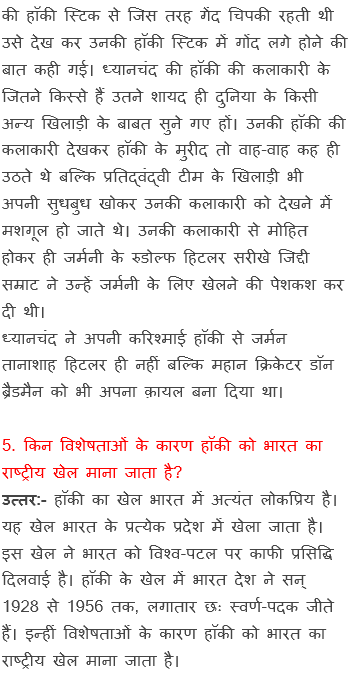 की हॉकी स्टिक से जिस तरह गेंद चिपकी रहती थी
उसे देख कर उनकी हॉकी स्टिक में गोंद लगे होने की
बात कही गई। ध्यानचंद की हॉकी की कलाकारी के
जितने किस्से हैं उतने शायद ही दुनिया के किसी
अन्य खिलाड़ी के बाबत सुने गए हों। उनकी हॉकी की
कलाकारी देखकर हॉकी के मुरीद तो वाह-वाह कह ही
उठते थे बल्कि प्रतिद्वंद्वी टीम के खिलाड़ी भी
अपनी सुधबुध खोकर उनकी कलाकारी को देखने में
मशगूल हो जाते थे। उनकी कलाकारी से मोहित
होकर ही जर्मनी के रुडोल्फ हिटलर सरीखे जिद्दी
सम्राट ने उन्हें जर्मनी के लिए खेलने की पेशकश कर
दी थी।
ध्यानचंद ने अपनी करिश्माई हॉकी से जर्मन
तानाशाह हिटलर ही नहीं बल्कि महान क्रिकेटर डॉन
ब्रैडमैन को भी अपना क़ायल बना दिया था।
5. किन विशेषताओं के कारण हॉकी को भारत का
राष्ट्रीय खेल माना जाता है?
उत्तर:- हॉकी का खेल भारत में अत्यंत लोकप्रिय है।
यह खेल भारत के प्रत्येक प्रदेश में खेला जाता है।
इस खेल ने भारत को विश्व-पटल पर काफी प्रसिद्धि
दिलवाई है। हॉकी के खेल में भारत देश ने सन्
1928 से 1956 तक, लगातार छः स्वर्ण-पदक जीते
हैं। इन्हीं विशेषताओं के कारण हॉकी को भारत का
राष्ट्रीय खेल माना जाता है।